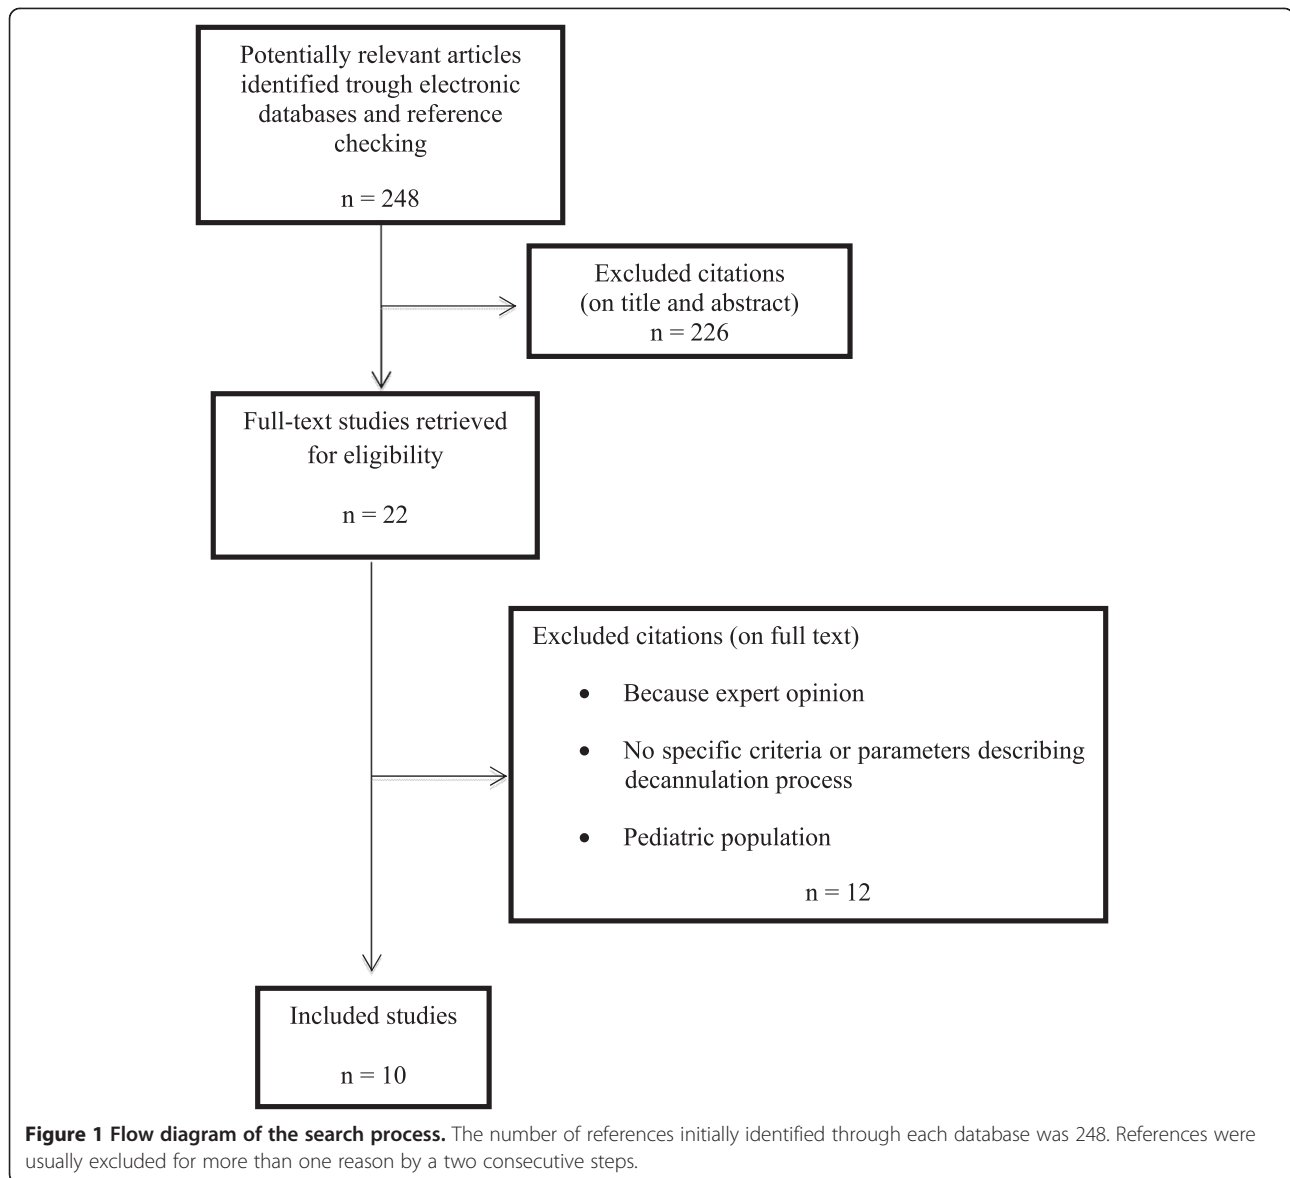 Potentially relevant articles
identified trough electronic
databases and reference
checking
n = 248
Excluded citations
(on title and abstract)
n = 226
Full-text studies retrieved
for eligibility
n = 22
Excluded citations (on full text)
• Because expert opinion
• No specific criteria or parameters describing
decannulation process
• Pediatric population
n = 12
Included studies
n = 10
Figure 1 Flow diagram of the search process. The number of references initially identified through each database was 248. References were
usually excluded for more than one reason by a two consecutive steps.